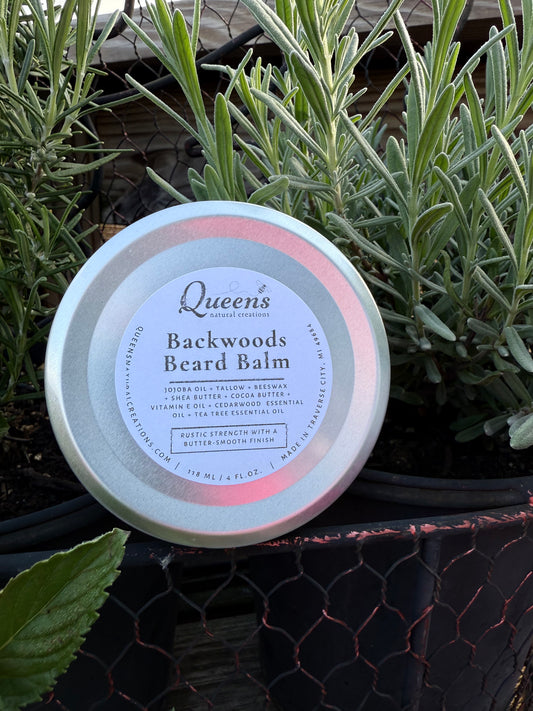 Queens
natural creations
Backwoods
Beard Balm
JOJOBA OIL + TALLOW + BEESWAX
+ SHEA BUTTER + COCOA BUTTER +
VITAMIN E OIL + CEDARWOOD ESSENTIAL
OIL + TEA TREE ESSENTIAL OIL
RUSTIC STRENGTH WITH A
BUTTER-SMOOTH FINISH
QUEENSNATURALCREATIONS.COM | 118 ML / 4 FL.OZ. | MADE IN TRAVERSE CITY, MI 49684